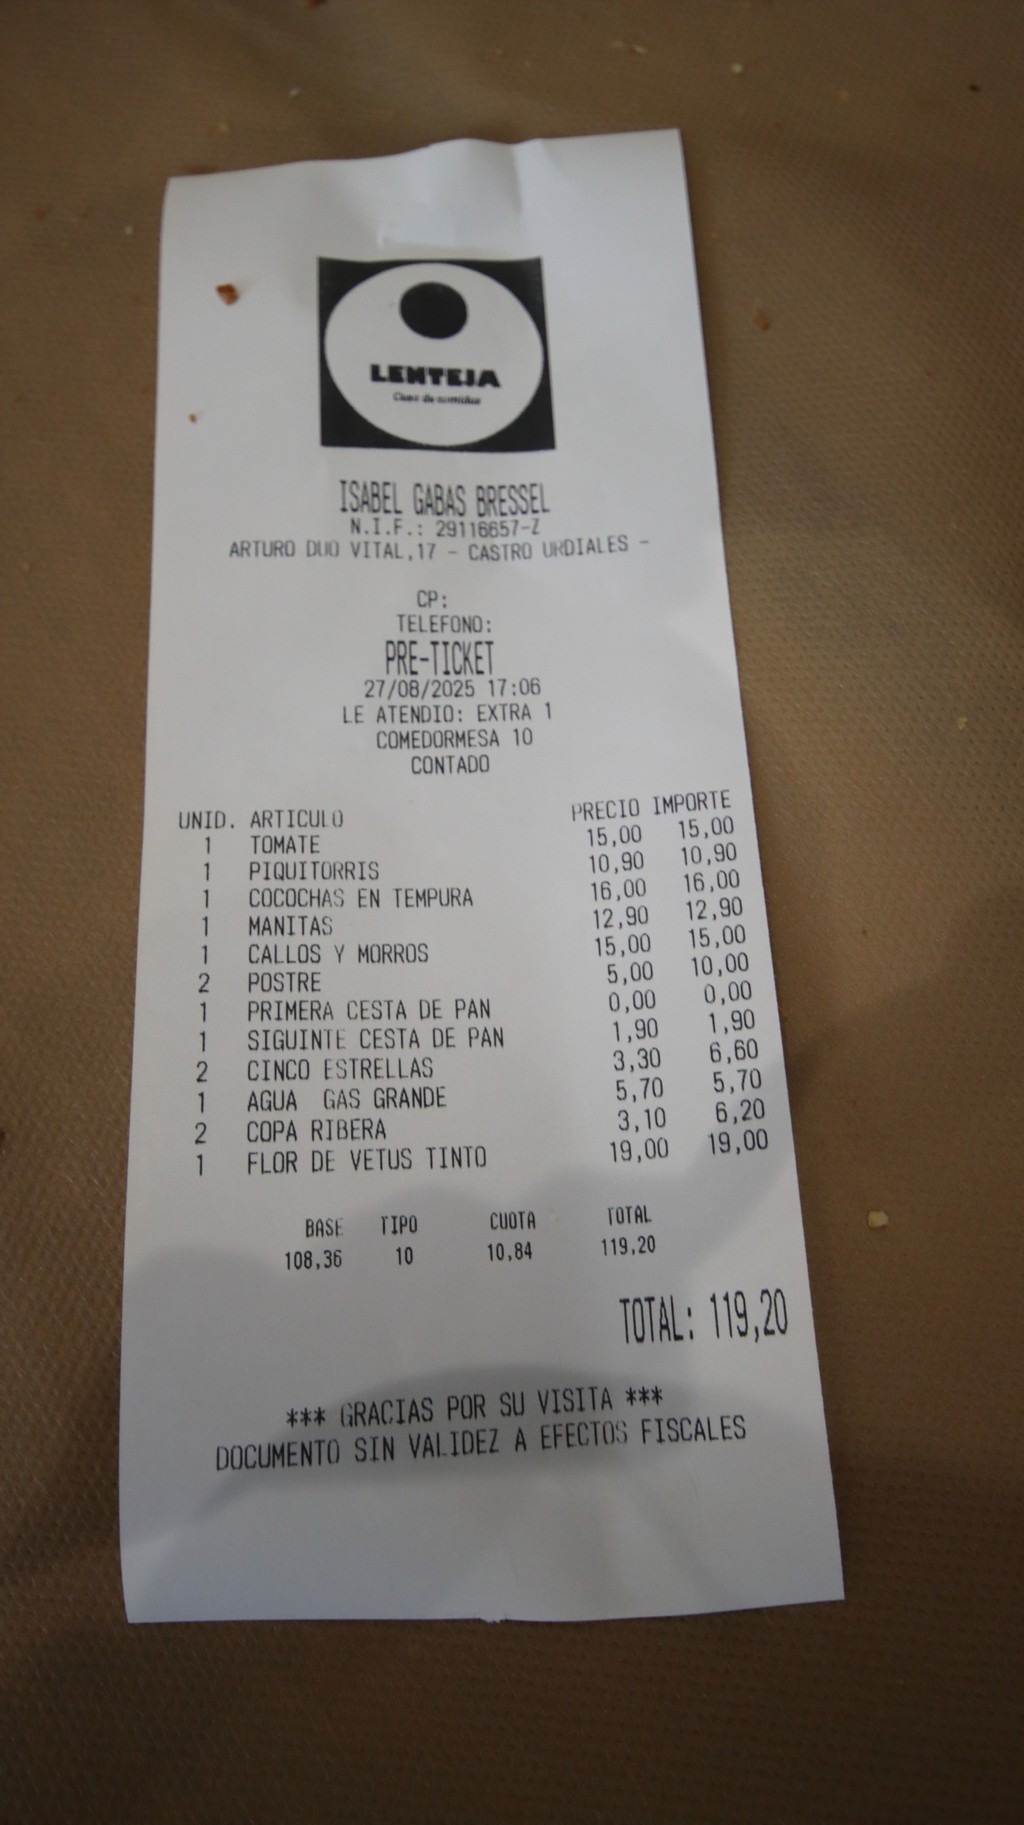 LENTEJA
Casa de comidas
ISABEL GABAS BRESSEL
N.I.F.: 29116657-Z
ARTURO DUO VITAL,17 - CASTRO URDIALES -
CP:
TELEFONO:
PRE-TICKET
27/08/2025 17:06
LE ATENDIO: EXTRA 1
COMEDORMESA 10
CONTADO
UNID. ARTICULO PRECIO IMPORTE
1 TOMATE 15,00 15,00
1 PIQUITORRIS 10,90 10,90
1 COCOCHAS EN TEMPURA 16,00 16,00
1 MANITAS 12,90 12,90
1 CALLOS Y MORROS 15,00 15,00
2 POSTRE 5,00 10,00
1 PRIMERA CESTA DE PAN 0,00 0,00
1 SIGUINTE CESTA DE PAN 1,90 1,90
2 CINCO ESTRELLAS 3,30 6,60
1 AGUA GAS GRANDE 5,70 5,70
2 COPA RIBERA 3,10 6,20
1 FLOR DE VETUS TINTO 19,00 19,00
BASE TIPO CUOTA TOTAL
108,36 10 10,84 119,20
TOTAL: 119,20
*** GRACIAS POR SU VISITA ***
DOCUMENTO SIN VALIDEZ A EFECTOS FISCALES